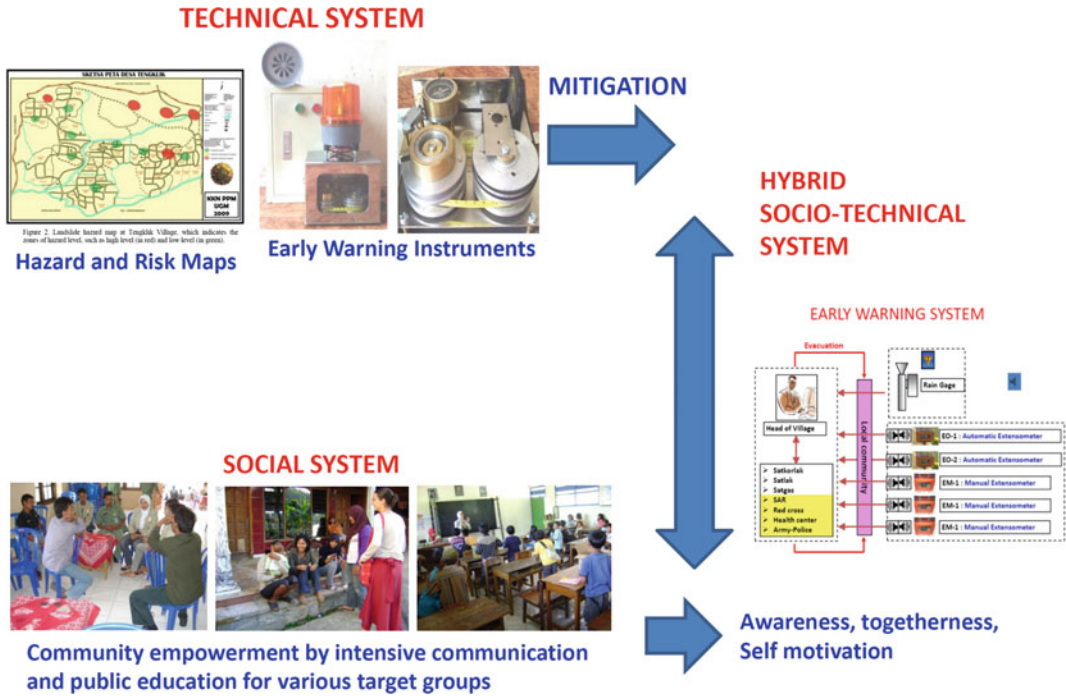 TECHNICAL SYSTEM
SKETSA PETA DESA TENGKLIK
KKN PPM
UGM
2009
Figure 2. Landslide hazard map at Tengklik Village, which indicates the
zones of hazard level, such as high level (in red) and low level (in green).
Hazard and Risk Maps
Early Warning Instruments
MITIGATION
HYBRID
SOCIO-TECHNICAL
SYSTEM
EARLY WARNING SYSTEM
Evacuation
Rain Gage
Head of Village
Local community
EO-1 : Automatic Extensometer
EO-2 : Automatic Extensometer
EM-1 : Manual Extensometer
EM-1 : Manual Extensometer
EM-1 : Manual Extensometer
➢ Satkorlak
➢ Satlak
➢ Satgas
➢ SAR
➢ Red cross
➢ Health center
➢ Army-Police
SOCIAL SYSTEM
Community empowerment by intensive communication
and public education for various target groups
Awareness, togetherness,
Self motivation